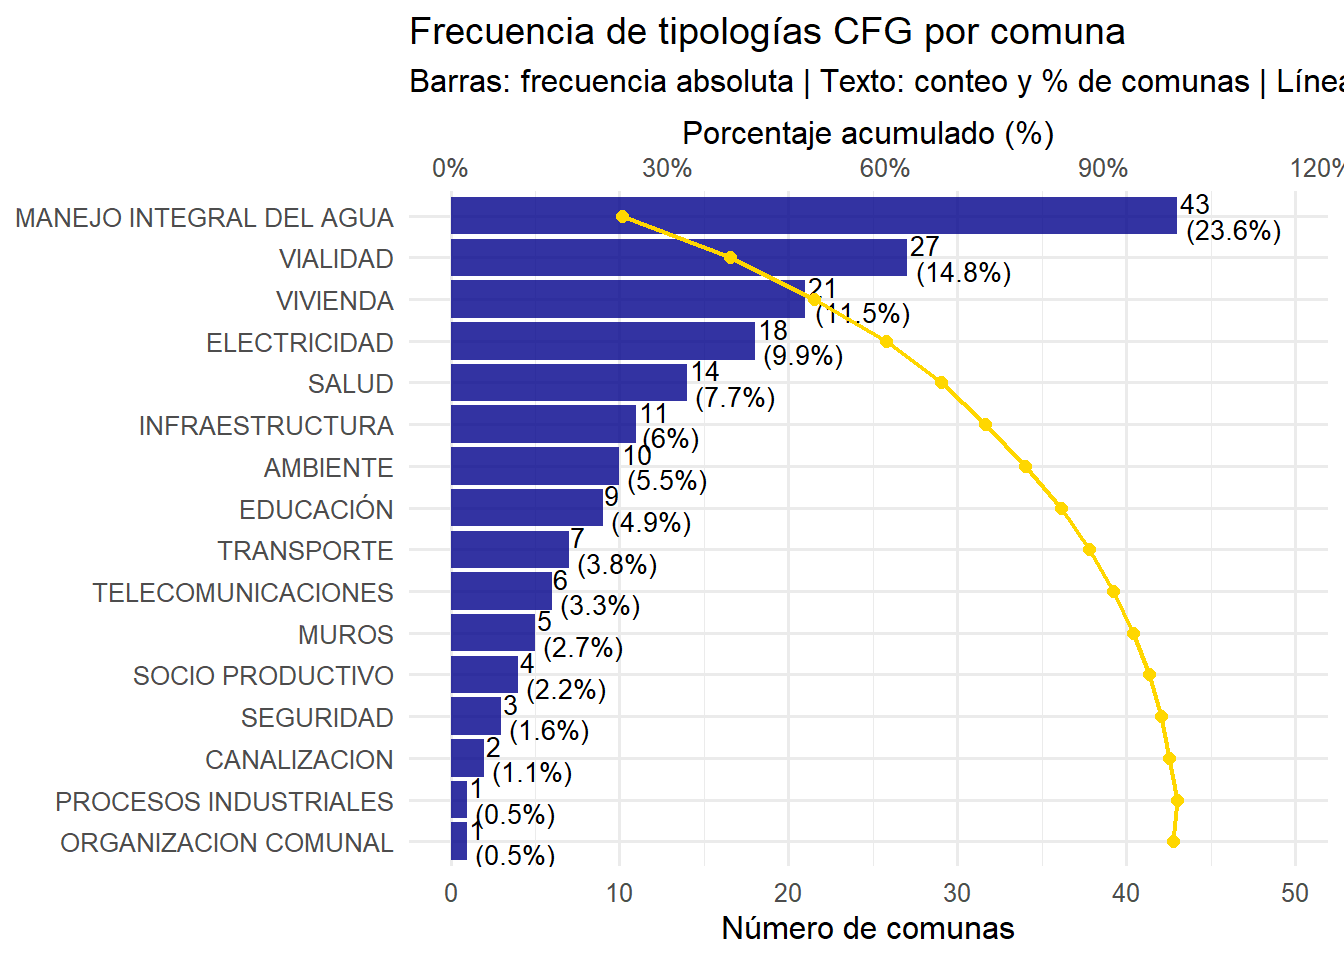 Frecuencia de tipologías CFG por comuna
Barras: frecuencia absoluta | Texto: conteo y % de comunas | Línea
Porcentaje acumulado (%)
0% 30% 60% 90% 120%
MANEJO INTEGRAL DEL AGUA 43
(23.6%)
VIALIDAD 27
(14.8%)
VIVIENDA 21
(11.5%)
ELECTRICIDAD 18
(9.9%)
SALUD 14
(7.7%)
INFRAESTRUCTURA 11
(6%)
AMBIENTE 10
(5.5%)
EDUCACIÓN 9
(4.9%)
TRANSPORTE 7
(3.8%)
TELECOMUNICACIONES 6
(3.3%)
MUROS 5
(2.7%)
SOCIO PRODUCTIVO 4
(2.2%)
SEGURIDAD 3
(1.6%)
CANALIZACION 2
(1.1%)
PROCESOS INDUSTRIALES 1
(0.5%)
ORGANIZACION COMUNAL 1
(0.5%)
0 10 20 30 40 50
Número de comunas